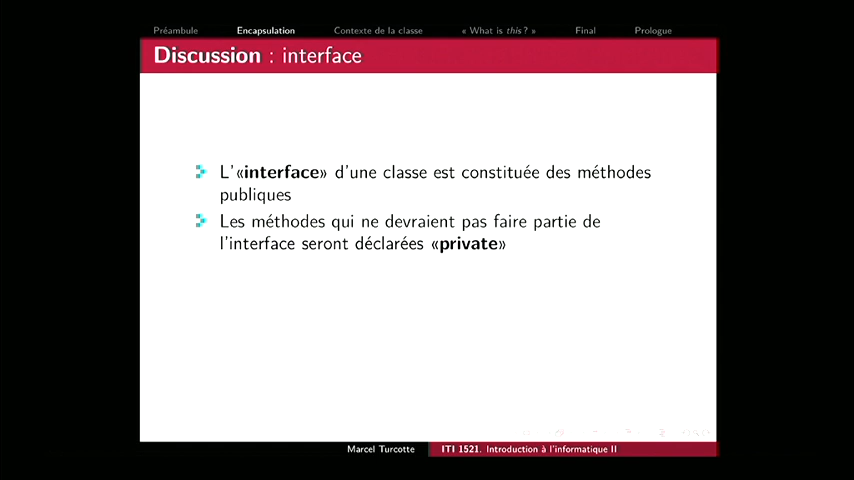 Préambule Encapsulation Contexte de la classe « What is this ? » Final Prologue
Discussion : interface
L'«interface» d'une classe est constituée des méthodes
publiques
Les méthodes qui ne devraient pas faire partie de
l'interface seront déclarées «private»
Marcel Turcotte ITI 1521. Introduction à l'informatique II